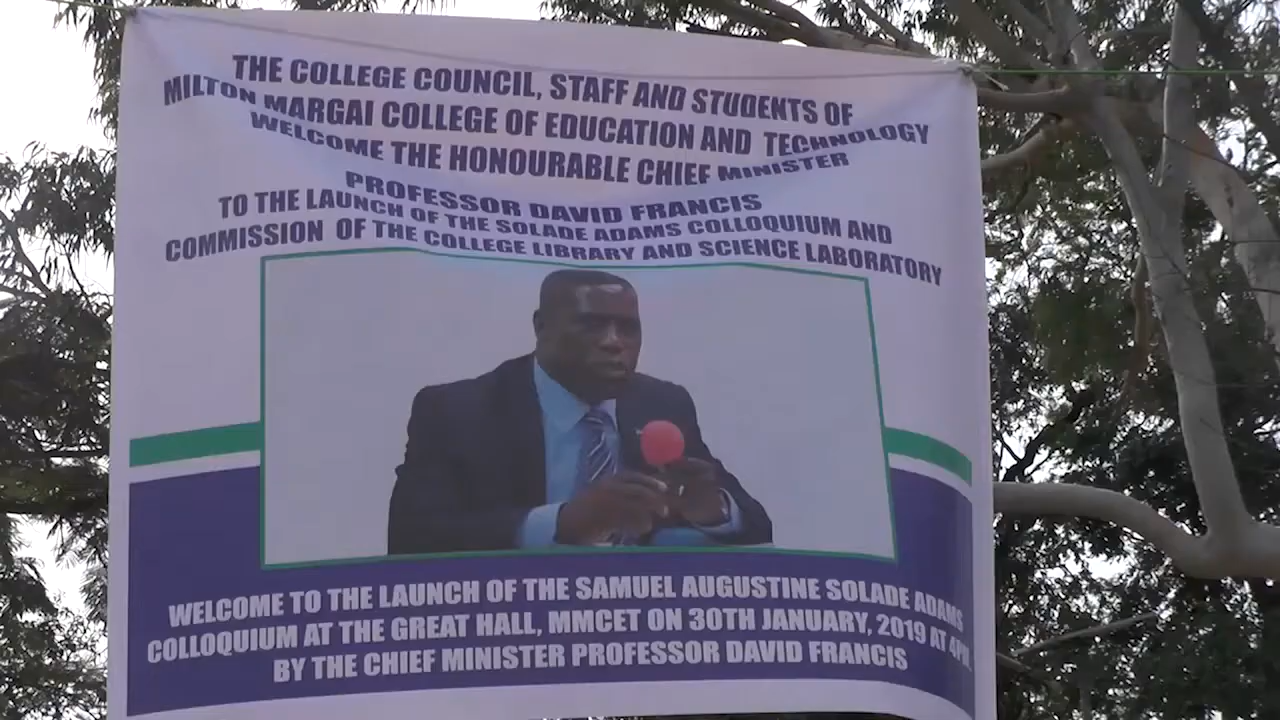 THE COLLEGE COUNCIL, STAFF AND STUDENTS OF
MILTON MARGAI COLLEGE OF EDUCATION AND TECHNOLOGY
WELCOME THE HONOURABLE CHIEF MINISTER
PROFESSOR DAVID FRANCIS
TO THE LAUNCH OF THE SOLADE ADAMS COLLOQUIUM AND
COMMISSION OF THE COLLEGE LIBRARY AND SCIENCE LABORATORY
WELCOME TO THE LAUNCH OF THE SAMUEL AUGUSTINE SOLADE ADAMS
COLLOQUIUM AT THE GREAT HALL, MMCET ON 30TH JANUARY, 2019 AT 4PM
BY THE CHIEF MINISTER PROFESSOR DAVID FRANCIS